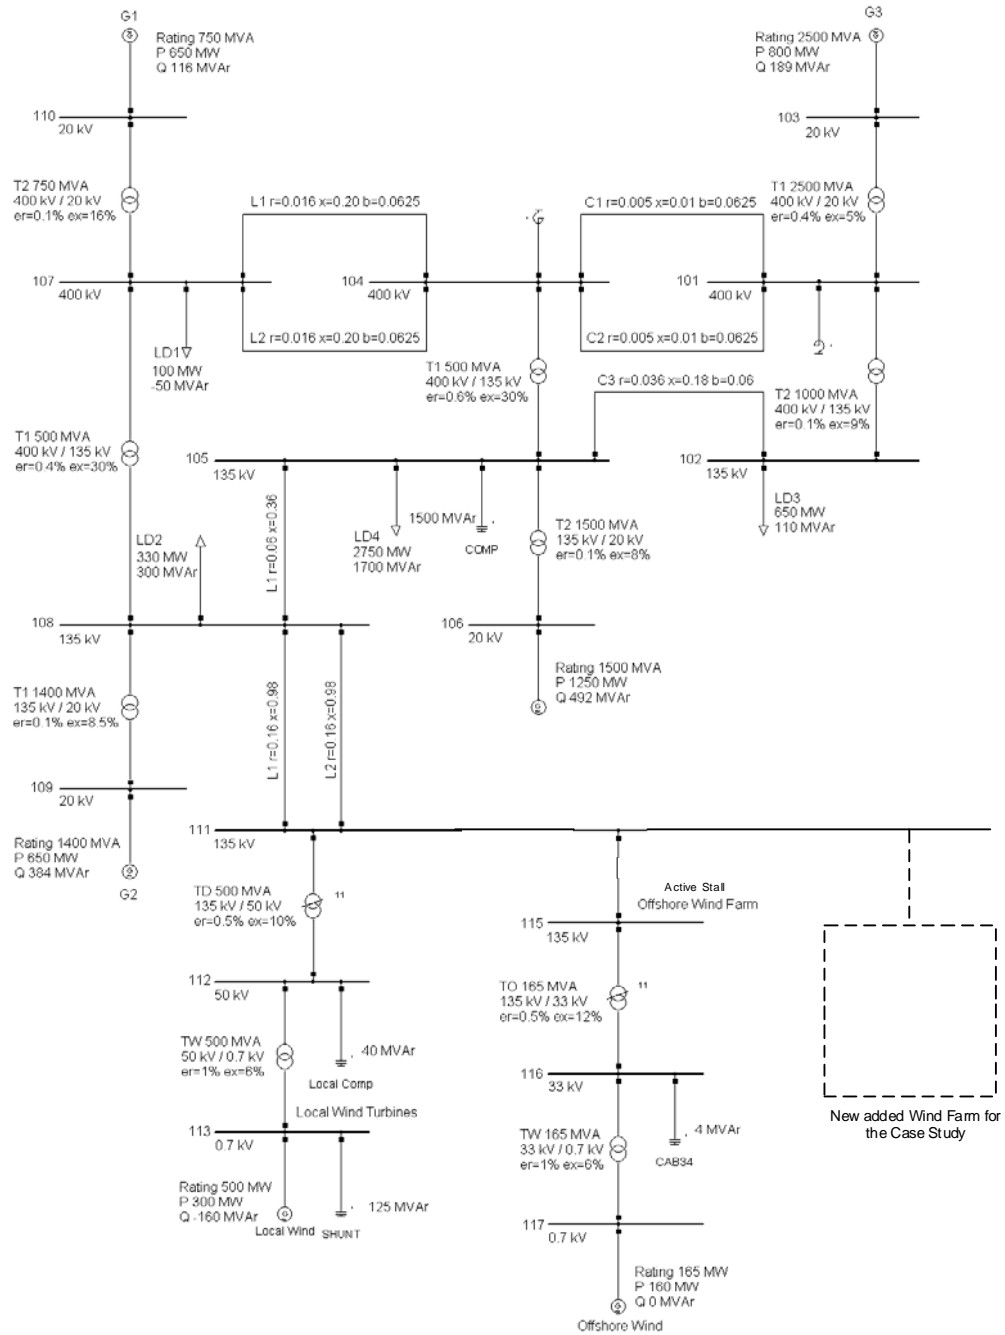 G1
Rating 750 MVA
P 650 MW
Q 116 MVAr
G3
Rating 2500 MVA
P 800 MW
Q 189 MVAr
110
20 kV
103
20 kV
T2 750 MVA
400 kV / 20 kV
er=0.1% ex=16%
L1 r=0.016 x=0.20 b=0.0625
C1 r=0.005 x=0.01 b=0.0625
T1 2500 MVA
400 kV / 20 kV
er=0.4% ex=5%
107
400 kV
104
400 kV
101
400 kV
L2 r=0.016 x=0.20 b=0.0625
C2 r=0.005 x=0.01 b=0.0625
LD1
100 MW
-50 MVAr
T1 500 MVA
400 kV / 135 kV
er=0.6% ex=30%
C3 r=0.036 x=0.18 b=0.06
T2 1000 MVA
400 kV / 135 kV
er=0.1% ex=9%
T1 500 MVA
400 kV / 135 kV
er=0.4% ex=30%
105
135 kV
102
135 kV
L1 r=0.06 x=0.36
LD4
2750 MW
1700 MVAr
1500 MVAr
COMP
T2 1500 MVA
135 kV / 20 kV
er=0.1% ex=8%
LD3
650 MW
110 MVAr
LD2
330 MW
300 MVAr
108
135 kV
106
20 kV
Rating 1500 MVA
P 1250 MW
Q 492 MVAr
T1 1400 MVA
135 kV / 20 kV
er=0.1% ex=8.5%
L1 r=0.16 x=0.98
L2 r=0.16 x=0.98
109
20 kV
Rating 1400 MVA
P 650 MW
Q 384 MVAr
G2
111
135 kV
TD 500 MVA
135 kV / 50 kV
er=0.5% ex=10%
11
Active Stall
Offshore Wind Farm
115
135 kV
112
50 kV
TO 165 MVA
135 kV / 33 kV
er=0.5% ex=12%
11
TW 500 MVA
50 kV / 0.7 kV
er=1% ex=6%
40 MVAr
Local Comp
116
33 kV
Local Wind Turbines
113
0.7 kV
TW 165 MVA
33 kV / 0.7 kV
er=1% ex=6%
4 MVAr
CAB34
New added Wind Farm for
the Case Study
Rating 500 MW
P 300 MW
Q -160 MVAr
Local Wind
125 MVAr
SHUNT
117
0.7 kV
Rating 165 MW
P 160 MW
Q 0 MVAr
Offshore Wind